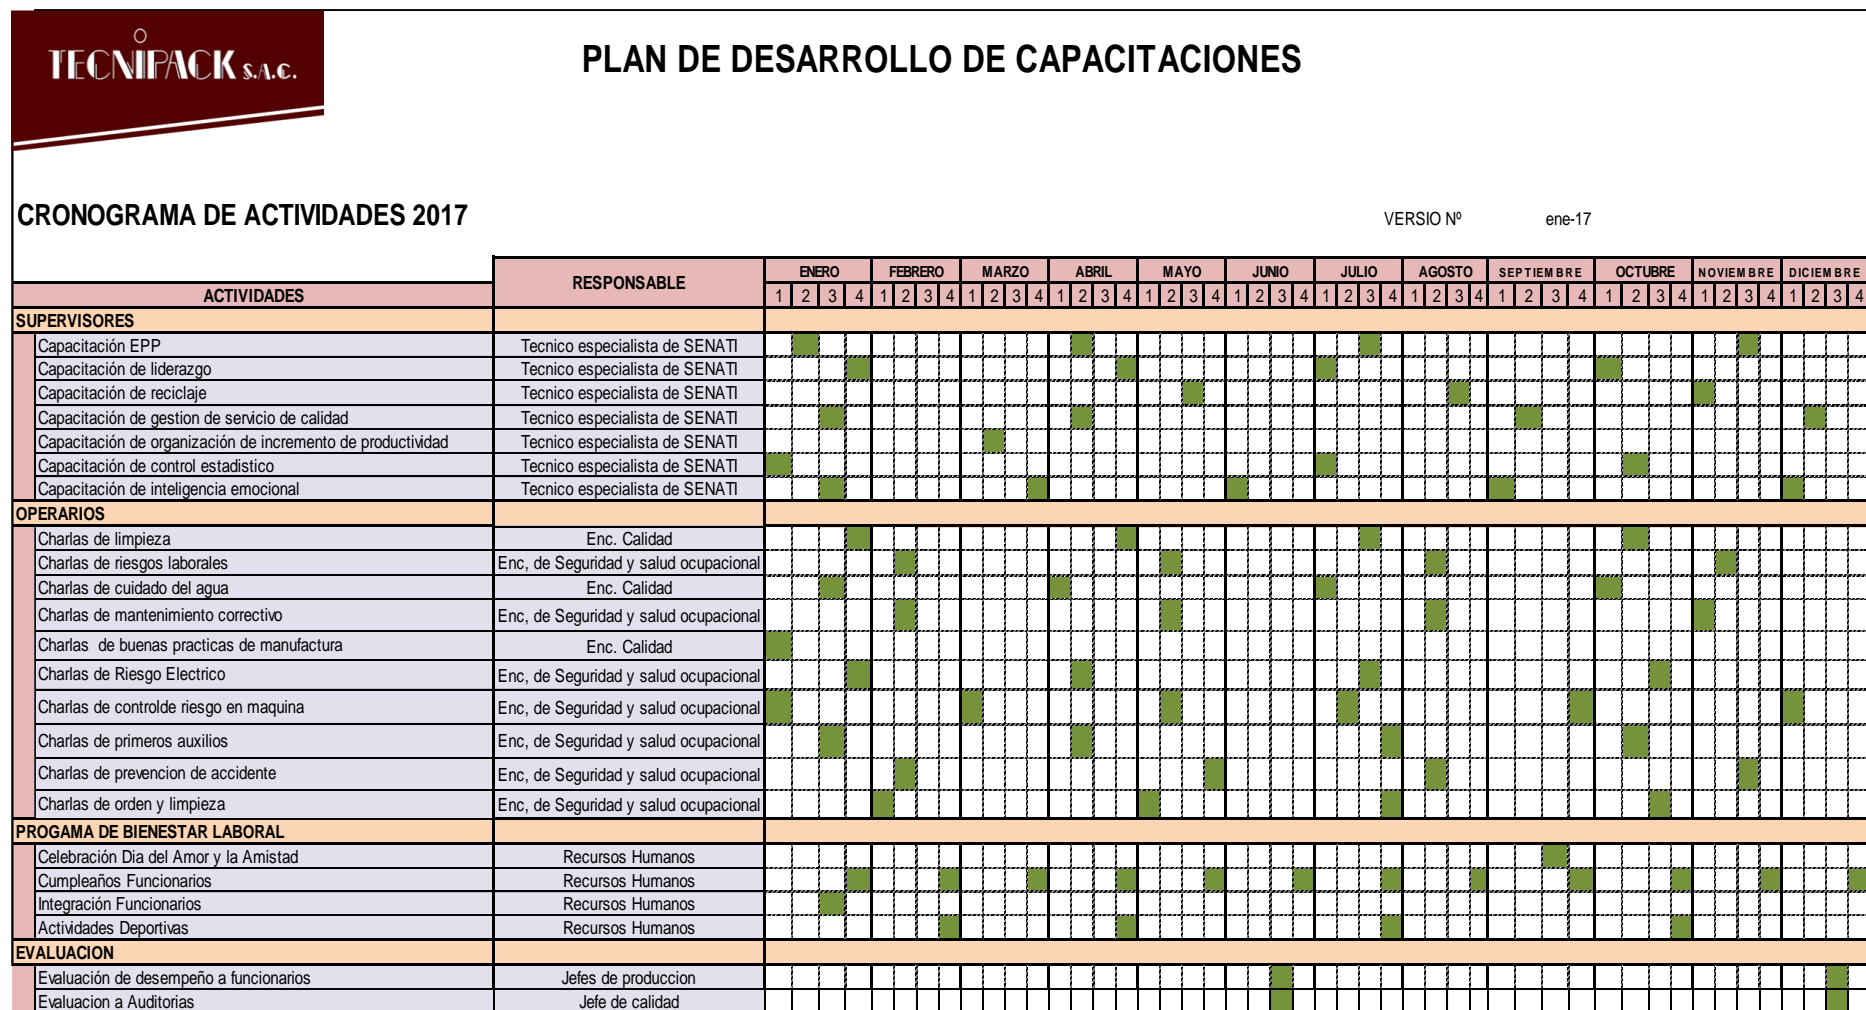 TECNIPACK S.A.C.
PLAN DE DESARROLLO DE CAPACITACIONES
CRONOGRAMA DE ACTIVIDADES 2017
VERSIO Nº ene-17
ACTIVIDADES RESPONSABLE ENERO FEBRERO MARZO ABRIL MAYO JUNIO JULIO AGOSTO SEPTIEMBRE OCTUBRE NOVIEMBRE DICIEMBRE
1 2 3 4 1 2 3 4 1 2 3 4 1 2 3 4 1 2 3 4 1 2 3 4 1 2 3 4 1 2 3 4 1 2 3 4 1 2 3 4 1 2 3 4 1 2 3 4
SUPERVISORES
Capacitación EPP Tecnico especialista de SENATI
Capacitación de liderazgo Tecnico especialista de SENATI
Capacitación de reciclaje Tecnico especialista de SENATI
Capacitación de gestion de servicio de calidad Tecnico especialista de SENATI
Capacitación de organización de incremento de productividad Tecnico especialista de SENATI
Capacitación de control estadistico Tecnico especialista de SENATI
Capacitación de inteligencia emocional Tecnico especialista de SENATI
OPERARIOS
Charlas de limpieza Enc. Calidad
Charlas de riesgos laborales Enc, de Seguridad y salud ocupacional
Charlas de cuidado del agua Enc. Calidad
Charlas de mantenimiento correctivo Enc, de Seguridad y salud ocupacional
Charlas de buenas practicas de manufactura Enc. Calidad
Charlas de Riesgo Electrico Enc, de Seguridad y salud ocupacional
Charlas de controlde riesgo en maquina Enc, de Seguridad y salud ocupacional
Charlas de primeros auxilios Enc, de Seguridad y salud ocupacional
Charlas de prevencion de accidente Enc, de Seguridad y salud ocupacional
Charlas de orden y limpieza Enc, de Seguridad y salud ocupacional
PROGAMA DE BIENESTAR LABORAL
Celebración Dia del Amor y la Amistad Recursos Humanos
Cumpleaños Funcionarios Recursos Humanos
Integración Funcionarios Recursos Humanos
Actividades Deportivas Recursos Humanos
EVALUACION
Evaluación de desempeño a funcionarios Jefes de produccion
Evaluacion a Auditorias Jefe de calidad